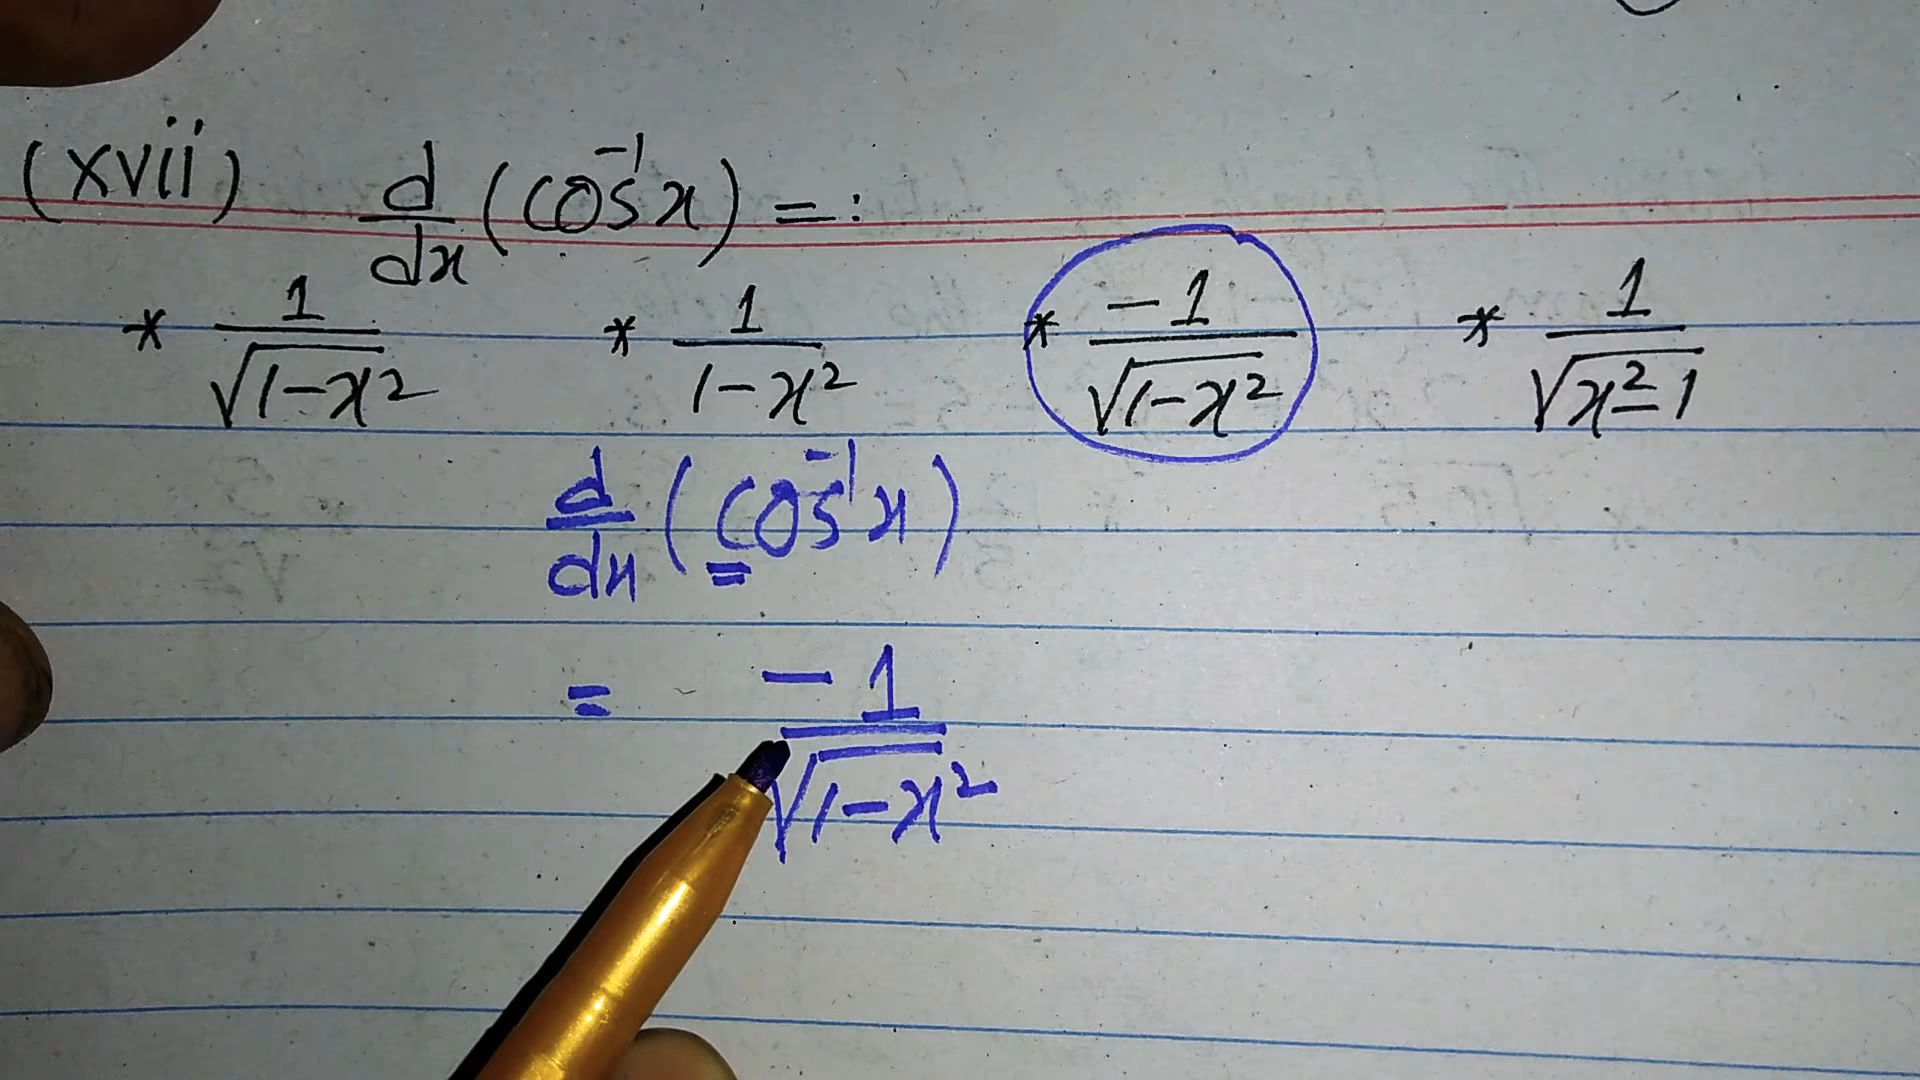 (xvii) d/dx (cos⁻¹x) =:
* 1/√(1-x²) * 1/(1-x²) * -1/√(1-x²) * 1/√(x²-1)
d/dx (cos⁻¹x)
= -1/√(1-x²)